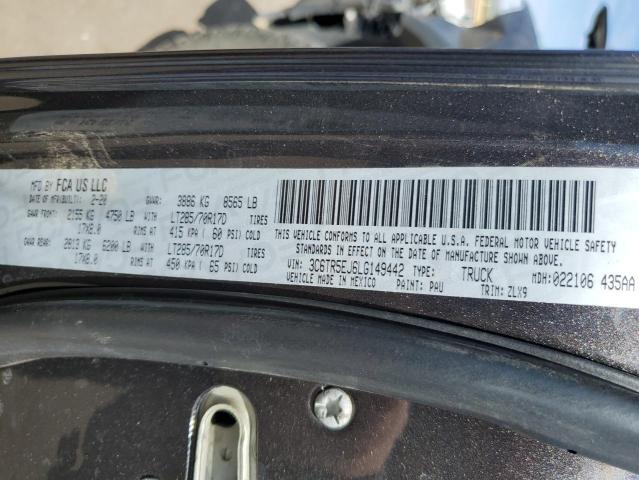 MFD BY FCA US LLC
DATE OF MFR(BUILT): 2-20 GVWR: 3886 KG 8565 LB
GAWR FRONT: 2155 KG 4750 LB WITH LT285/70R17D TIRES
17X8.0 RIMS AT 415 KPA ( 60 PSI) COLD
GAWR REAR: 2813 KG 6200 LB WITH LT285/70R17D TIRES
17X8.0 RIMS AT 450 KPA ( 65 PSI) COLD
THIS VEHICLE CONFORMS TO ALL APPLICABLE U.S.A. FEDERAL MOTOR VEHICLE SAFETY
STANDARDS IN EFFECT ON THE DATE OF MANUFACTURE SHOWN ABOVE.
VIN: 3C6TR5EJ6LG149442 TYPE: TRUCK MDH: 022106 435AA
VEHICLE MADE IN MEXICO PAINT: PAU TRIM: ZLX9